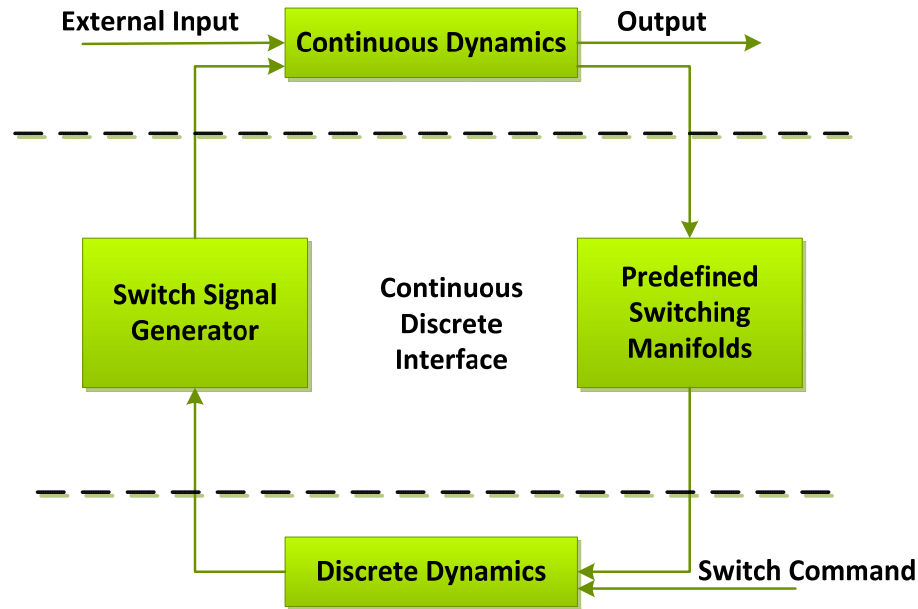 External Input
Continuous Dynamics
Output
Switch Signal
Generator
Continuous
Discrete
Interface
Predefined
Switching
Manifolds
Discrete Dynamics
Switch Command